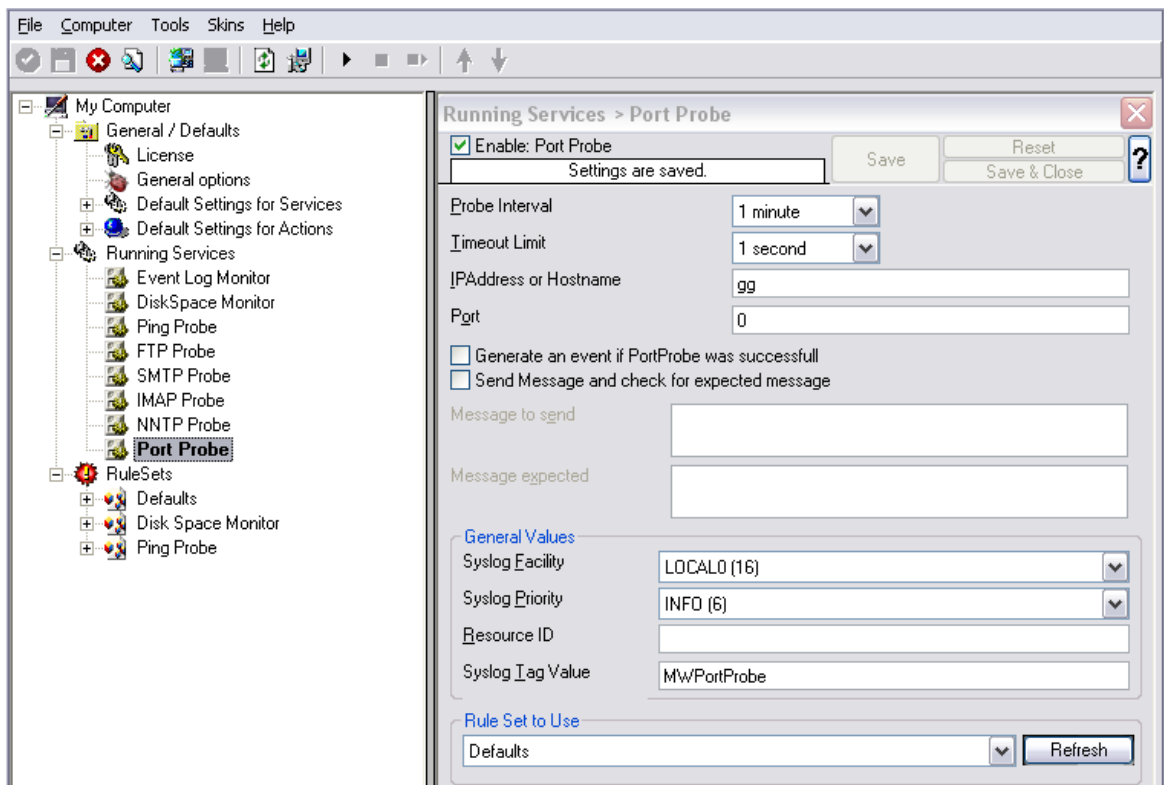 File Computer Tools Skins Help
My Computer
General / Defaults
License
General options
Default Settings for Services
Default Settings for Actions
Running Services
Event Log Monitor
DiskSpace Monitor
Ping Probe
FTP Probe
SMTP Probe
IMAP Probe
NNTP Probe
Port Probe
RuleSets
Defaults
Disk Space Monitor
Ping Probe
Running Services > Port Probe
Enable: Port Probe
Settings are saved.
Save
Reset
Save & Close
?
Probe Interval
1 minute
Timeout Limit
1 second
IPAddress or Hostname
gg
Port
0
Generate an event if PortProbe was successfull
Send Message and check for expected message
Message to send
Message expected
General Values
Syslog Facility
LOCAL0 (16)
Syslog Priority
INFO (6)
Resource ID
Syslog Tag Value
MWPortProbe
Rule Set to Use
Defaults
Refresh